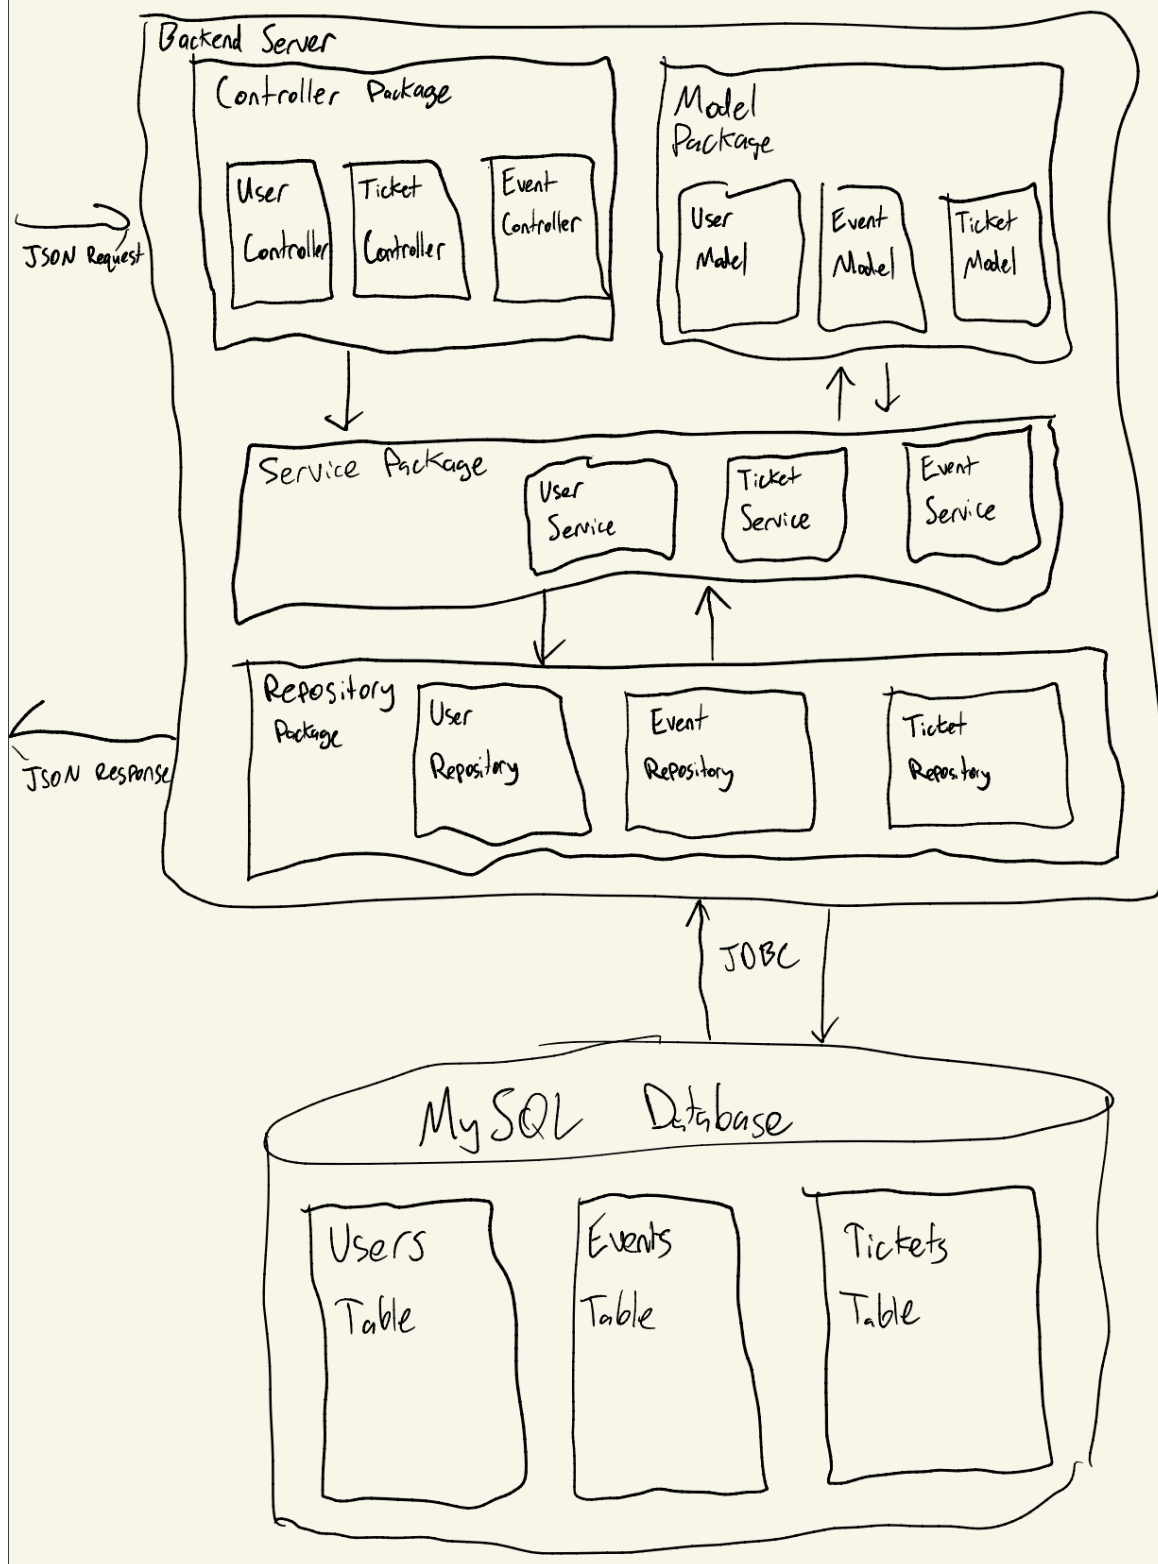 Backend Server
Controller Package
User
Controller
Ticket
Controller
Event
Controller
Model
Package
User
Model
Event
Model
Ticket
Model
JSON Request
Service Package
User
Service
Ticket
Service
Event
Service
Repository
Package
User
Repository
Event
Repository
Ticket
Repository
JSON Response
JDBC
MySQL Database
Users
Table
Events
Table
Tickets
Table